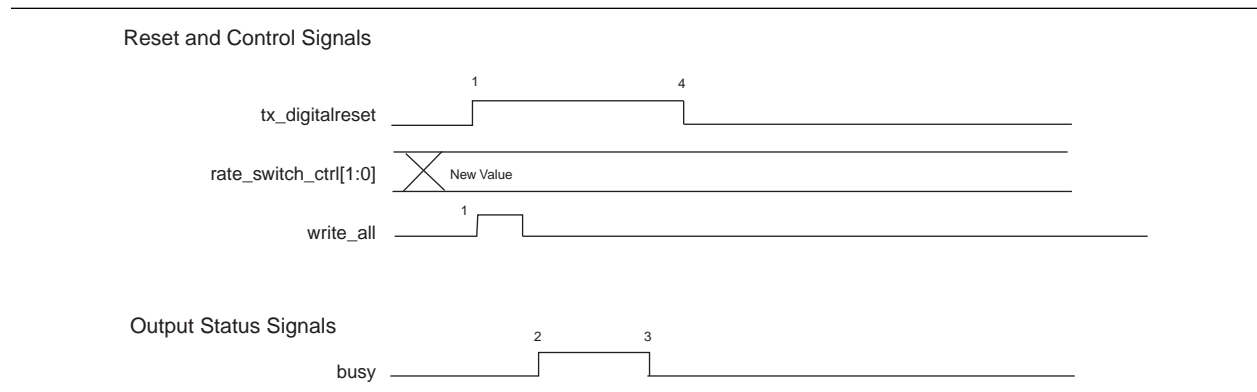 Reset and Control Signals
1 4
tx_digitalreset
rate_switch_ctrl[1:0] New Value
1
write_all
Output Status Signals
2 3
busy